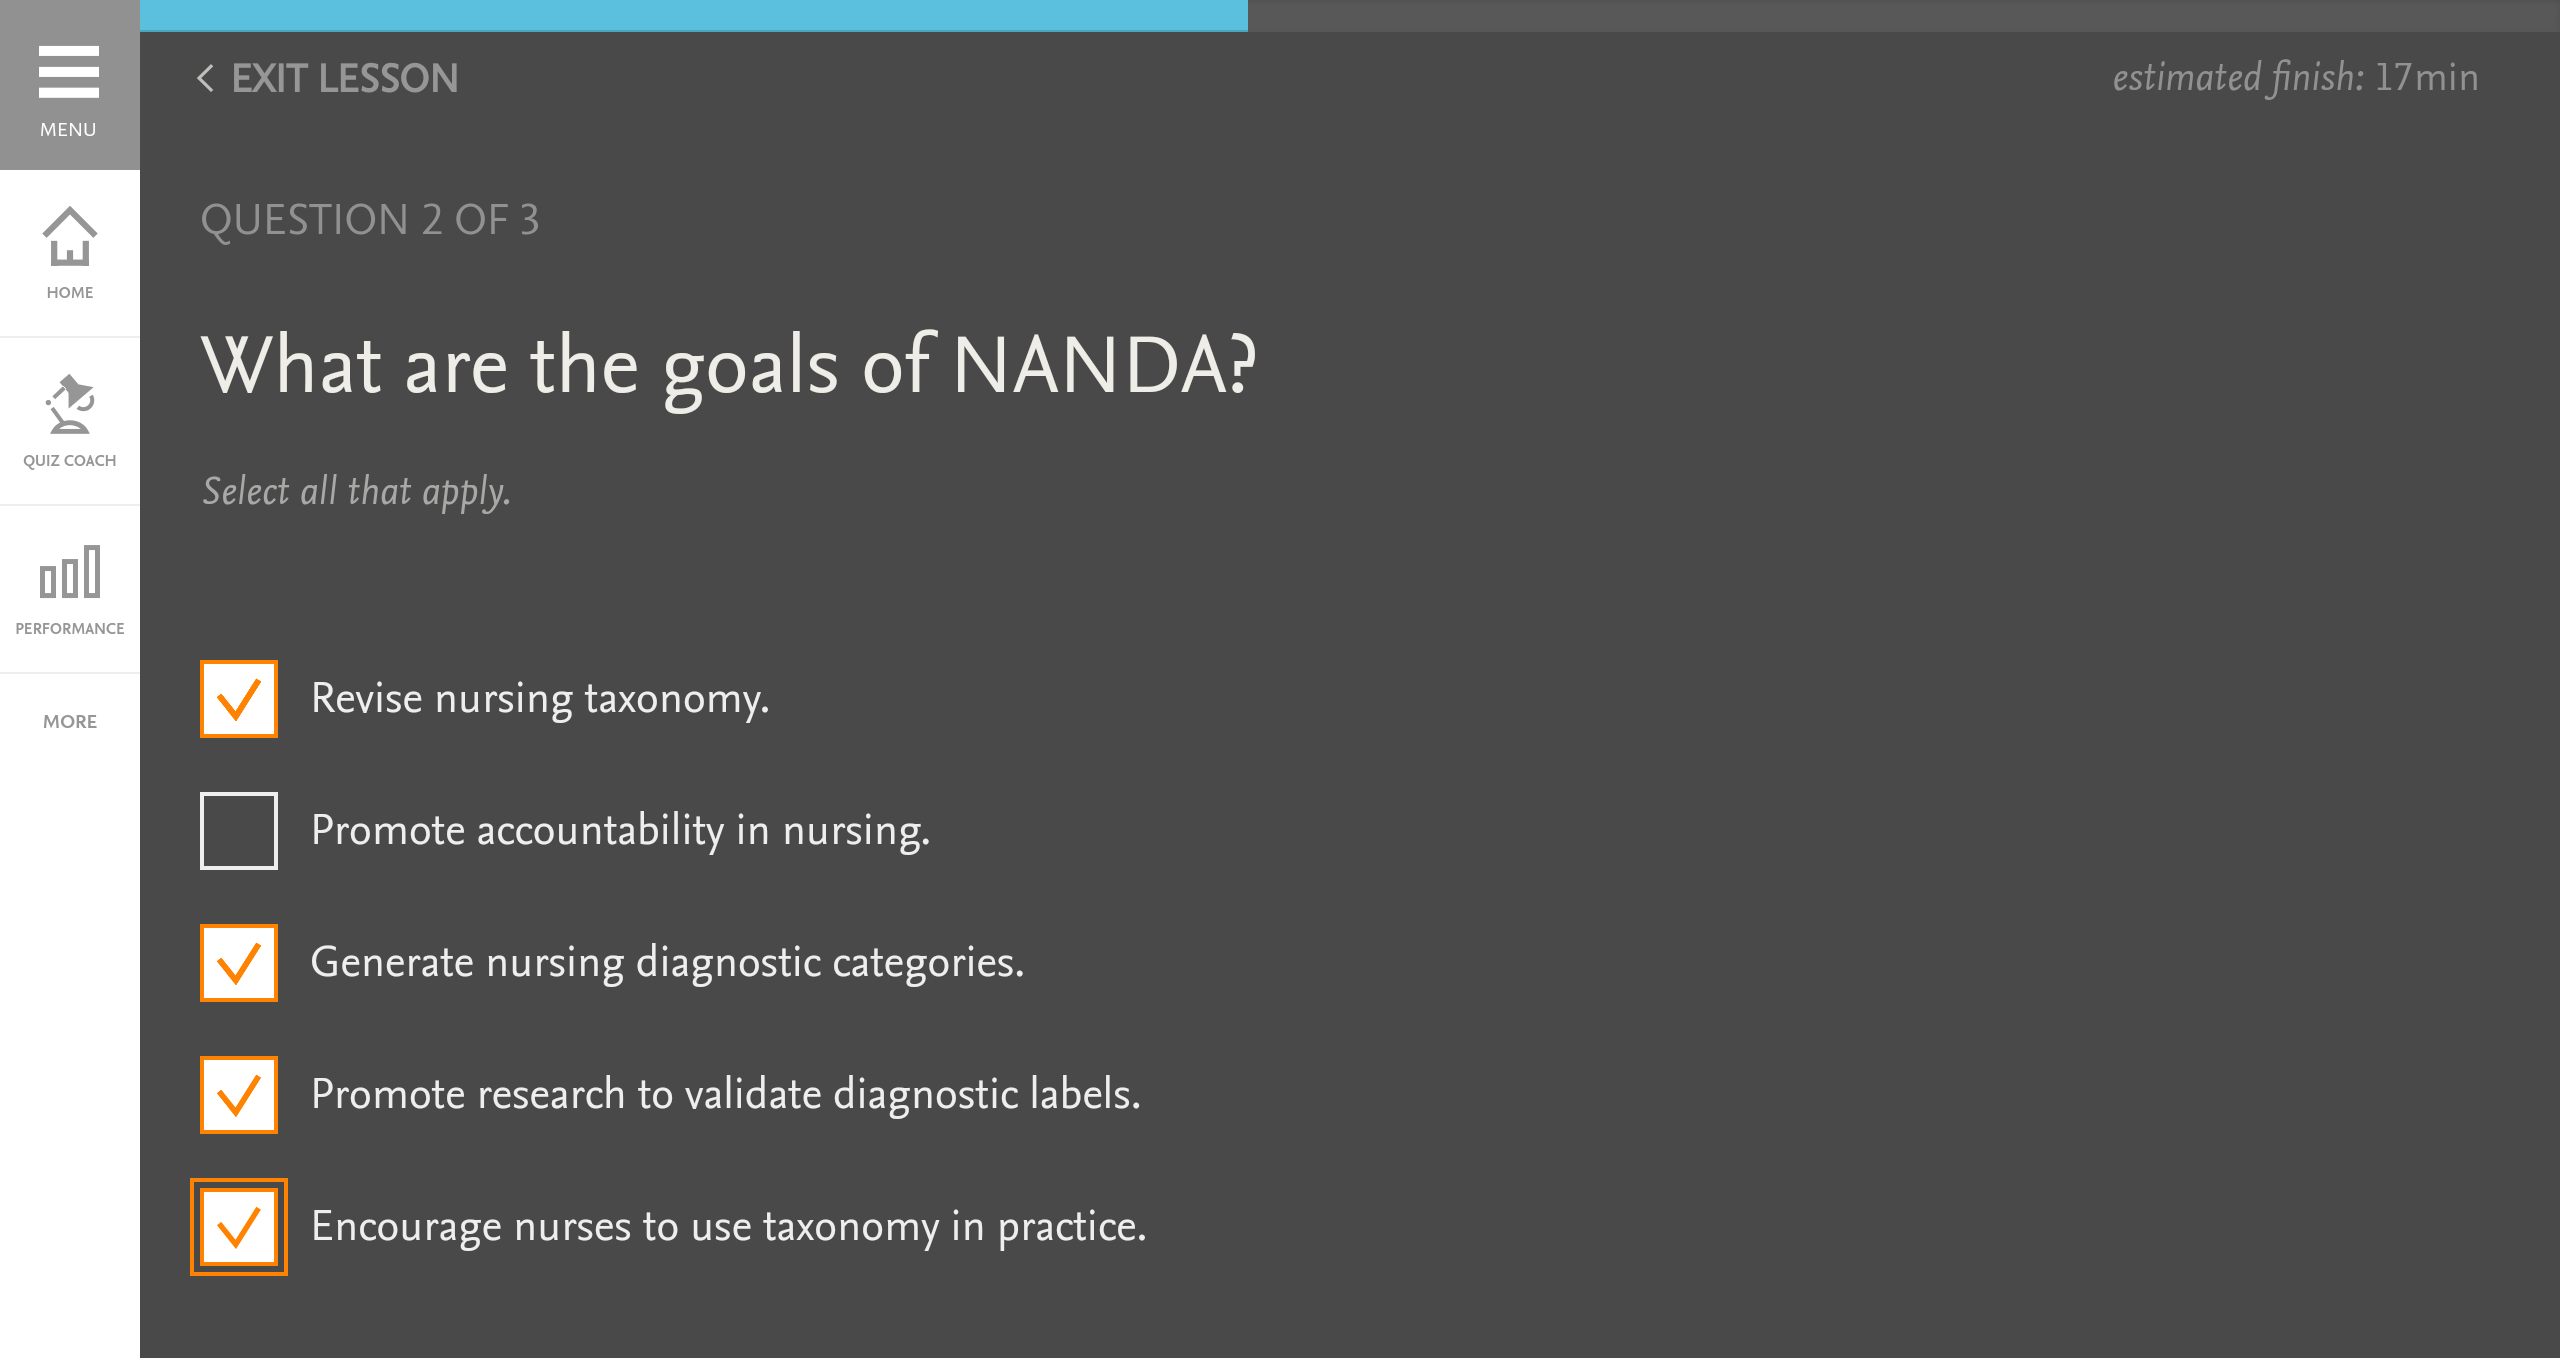 MENU
HOME
QUIZ COACH
PERFORMANCE
MORE
EXIT LESSON
estimated finish: 17min
QUESTION 2 OF 3
What are the goals of NANDA?
Select all that apply.
Revise nursing taxonomy.
Promote accountability in nursing.
Generate nursing diagnostic categories.
Promote research to validate diagnostic labels.
Encourage nurses to use taxonomy in practice.